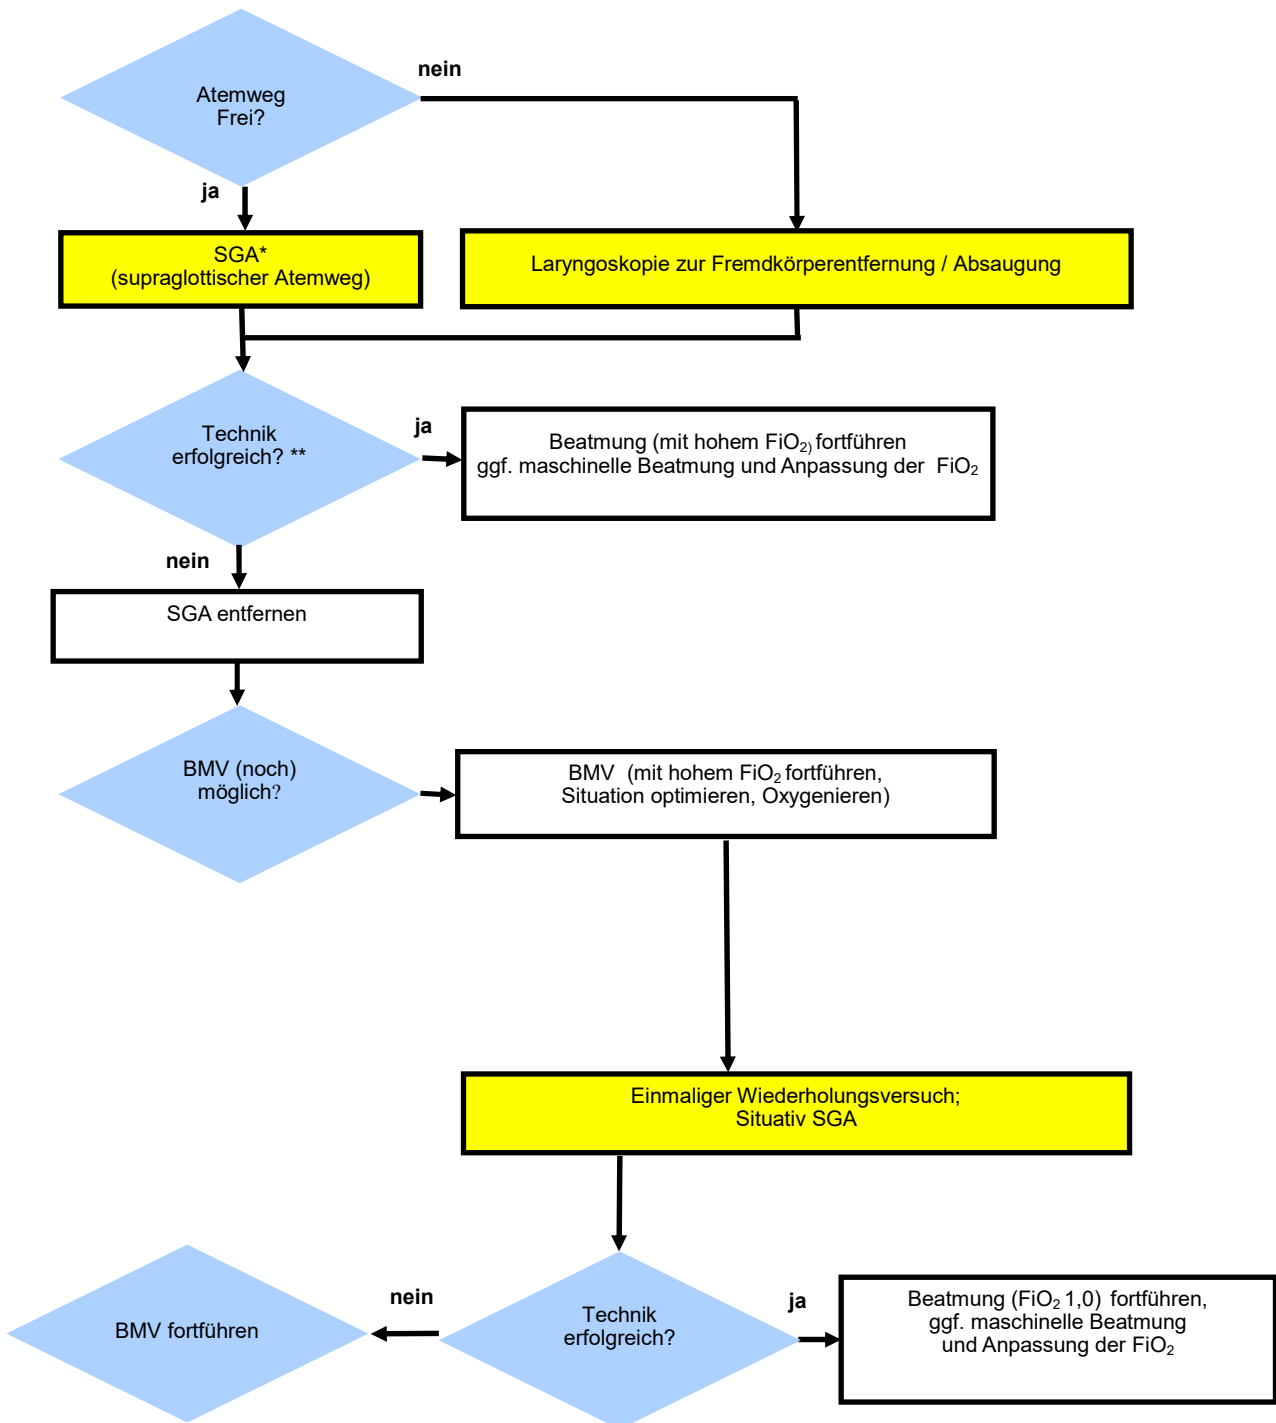 nein
Atemweg
Frei?
ja
SGA*
(supraglottischer Atemweg)
Laryngoskopie zur Fremdkörperentfernung / Absaugung
Technik
erfolgreich? **
ja
Beatmung (mit hohem FiO2) fortführen
ggf. maschinelle Beatmung und Anpassung der FiO2
nein
SGA entfernen
BMV (noch)
möglich?
BMV (mit hohem FiO2 fortführen,
Situation optimieren, Oxygenieren)
Einmaliger Wiederholungsversuch;
Situativ SGA
Technik
erfolgreich?
nein
BMV fortführen
ja
Beatmung (FiO2 1,0) fortführen,
ggf. maschinelle Beatmung
und Anpassung der FiO2